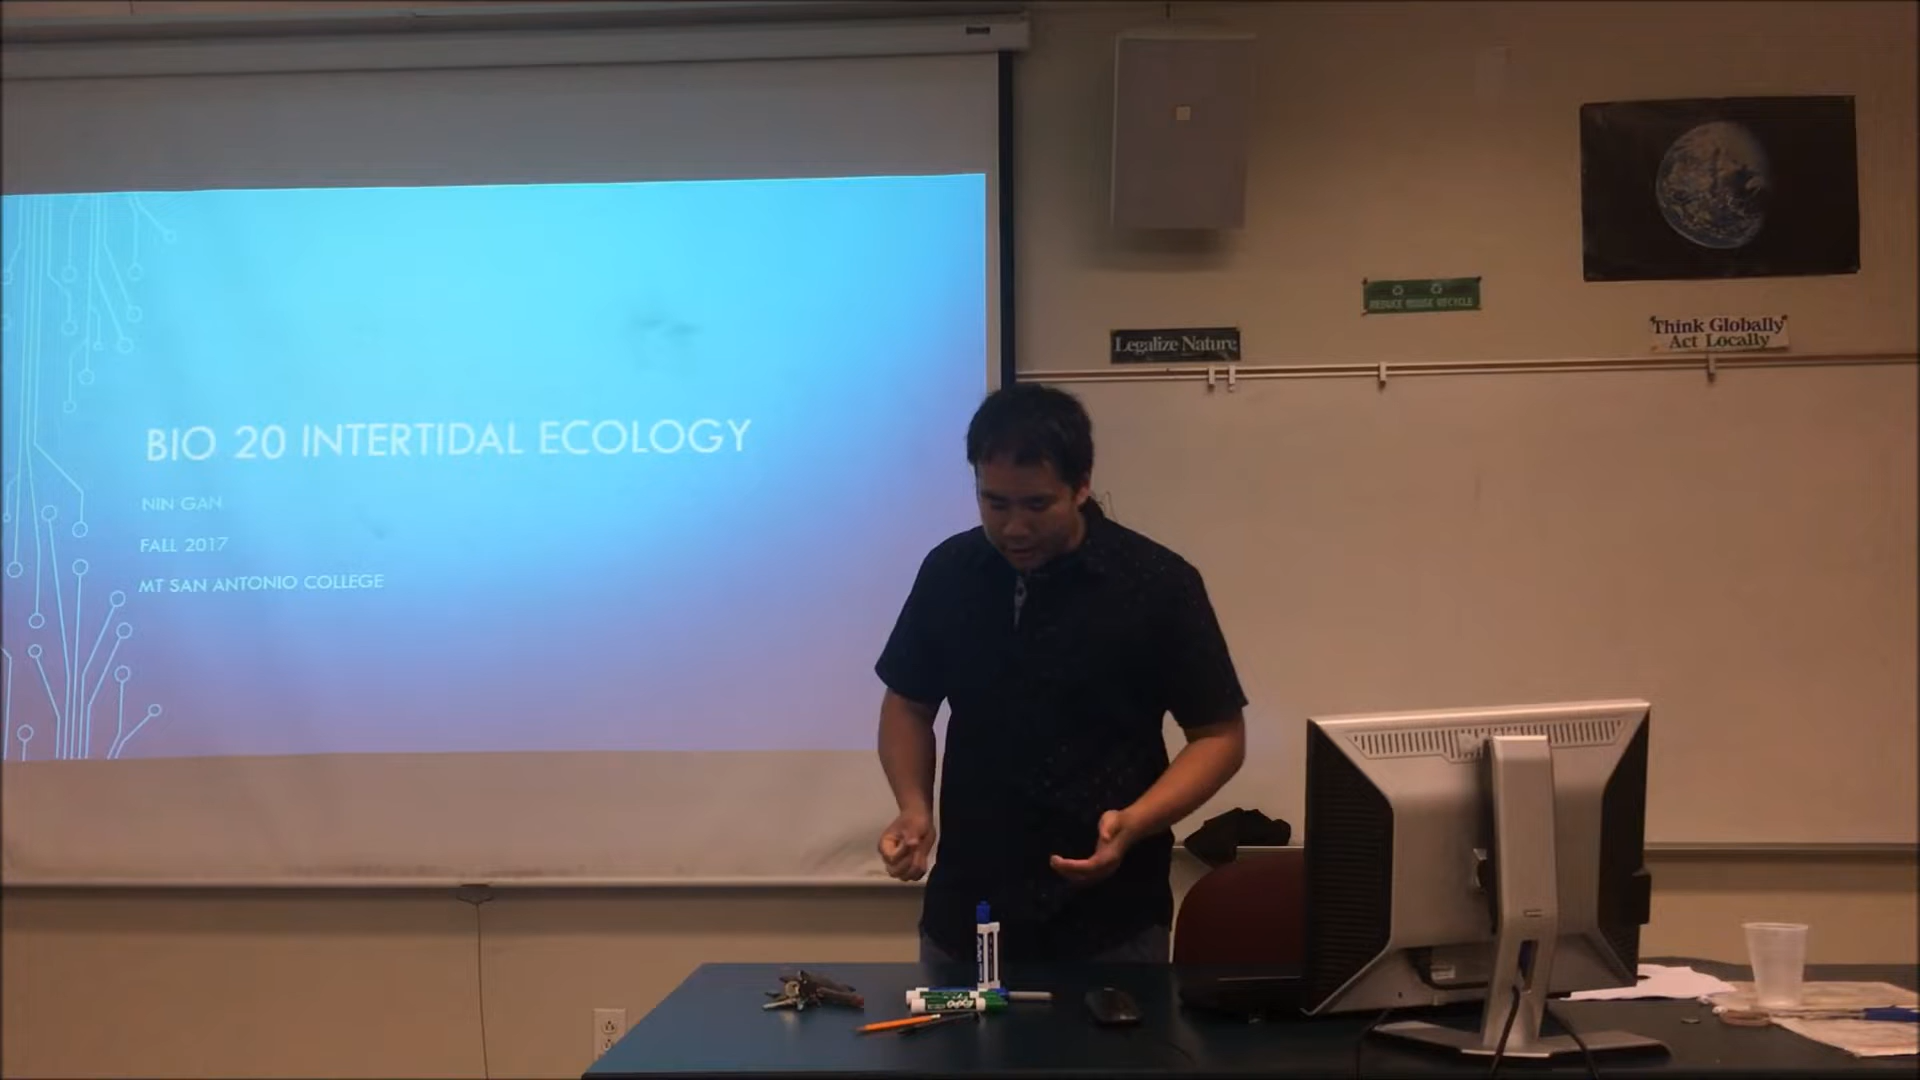 BIO 20 INTERTIDAL ECOLOGY
NIN GAN
FALL 2017
MT SAN ANTONIO COLLEGE
Legalize Nature
REDUCE REUSE RECYCLE
Think Globally
Act Locally
EXPO